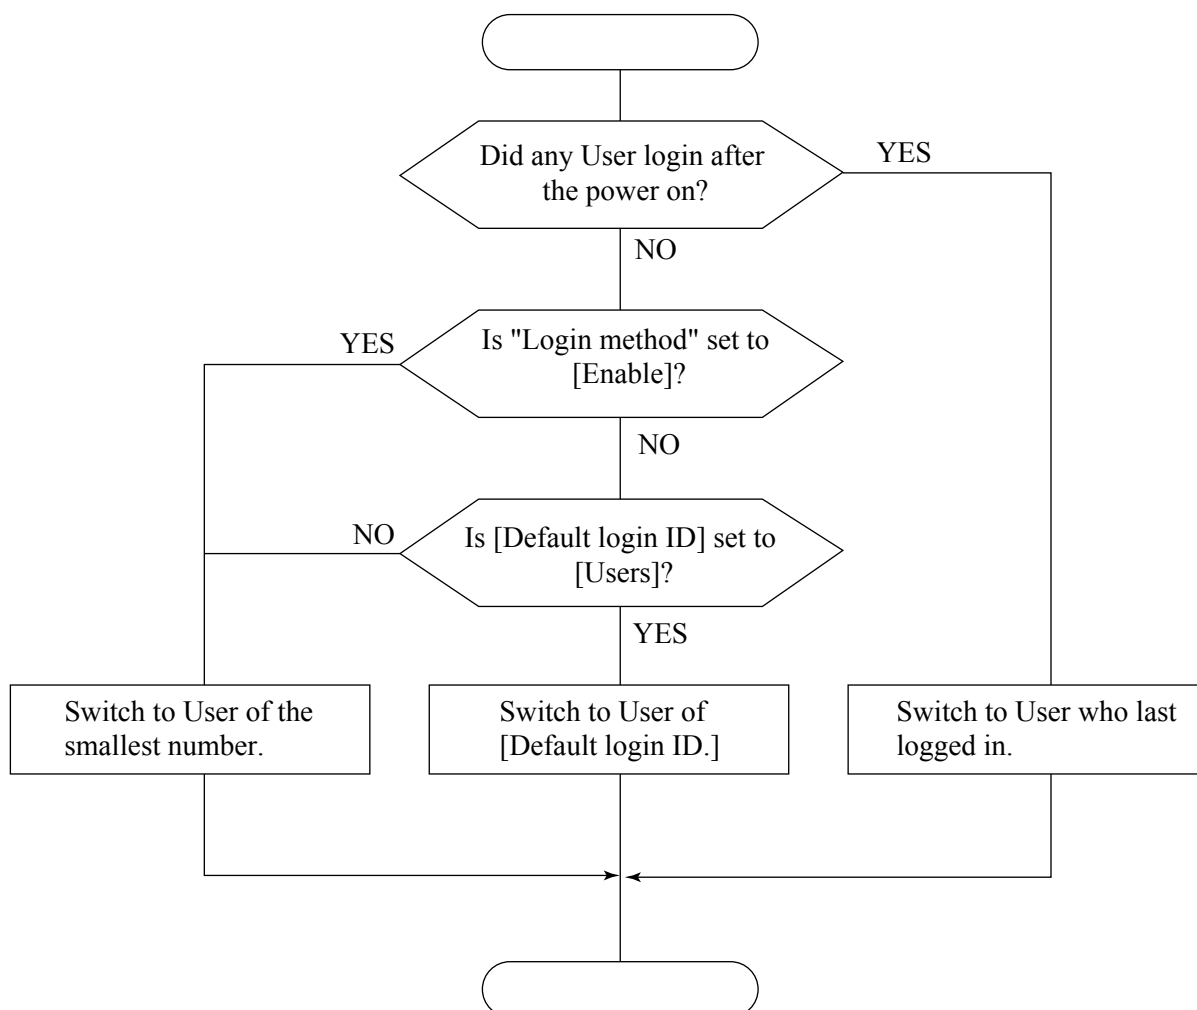 Did any User login after
the power on?
YES
NO
Is "Login method" set to
[Enable]?
YES
NO
Is [Default login ID] set to
[Users]?
NO
YES
Switch to User of the
smallest number.
Switch to User of
[Default login ID.]
Switch to User who last
logged in.